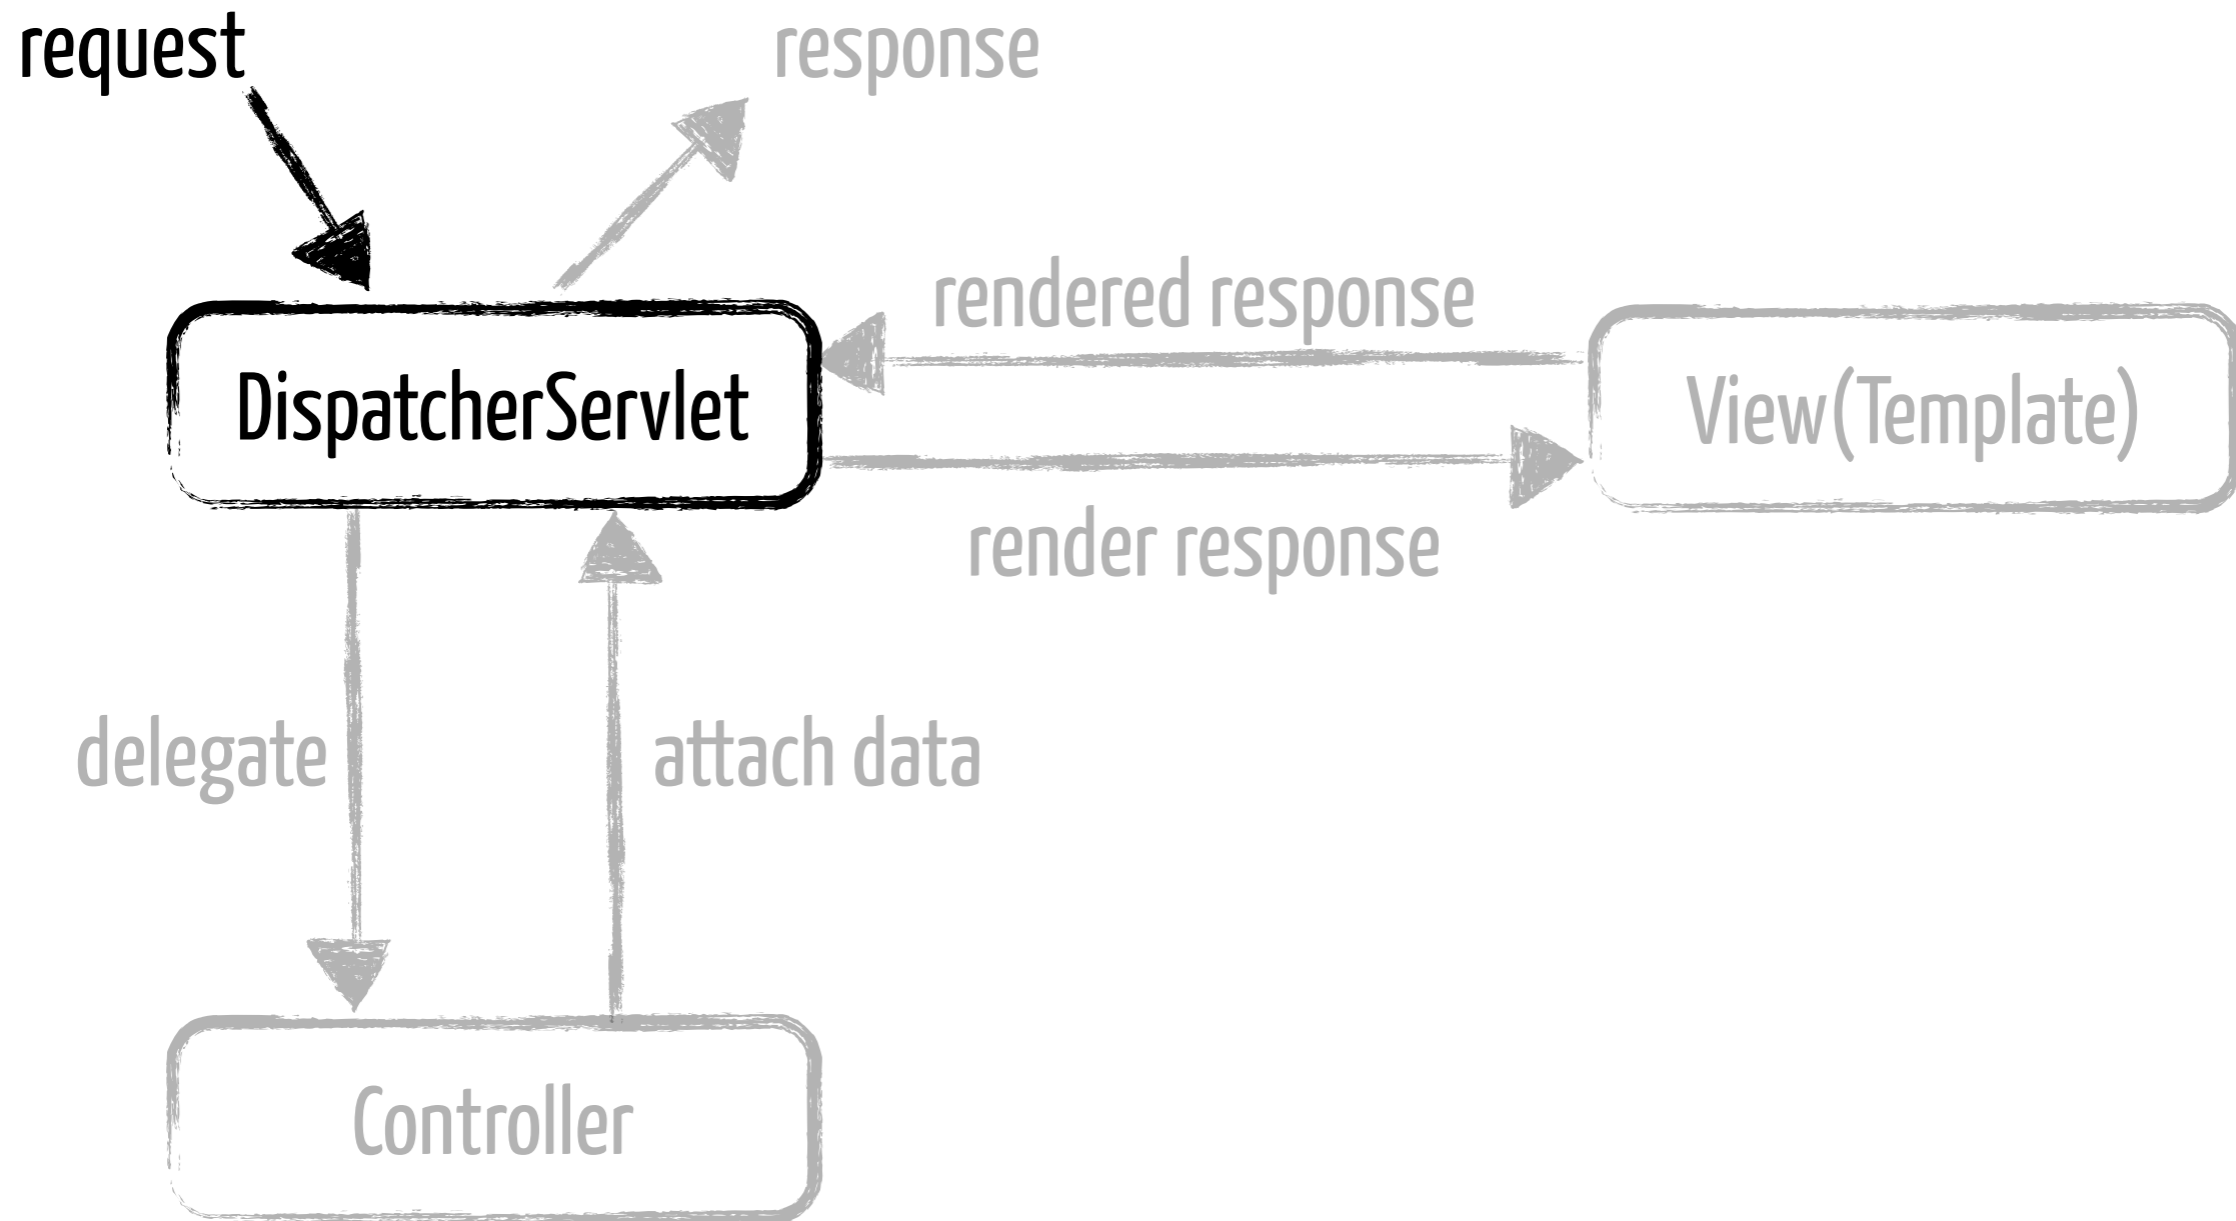 request
response
rendered response
DispatcherServlet
View(Template)
render response
delegate
attach data
Controller